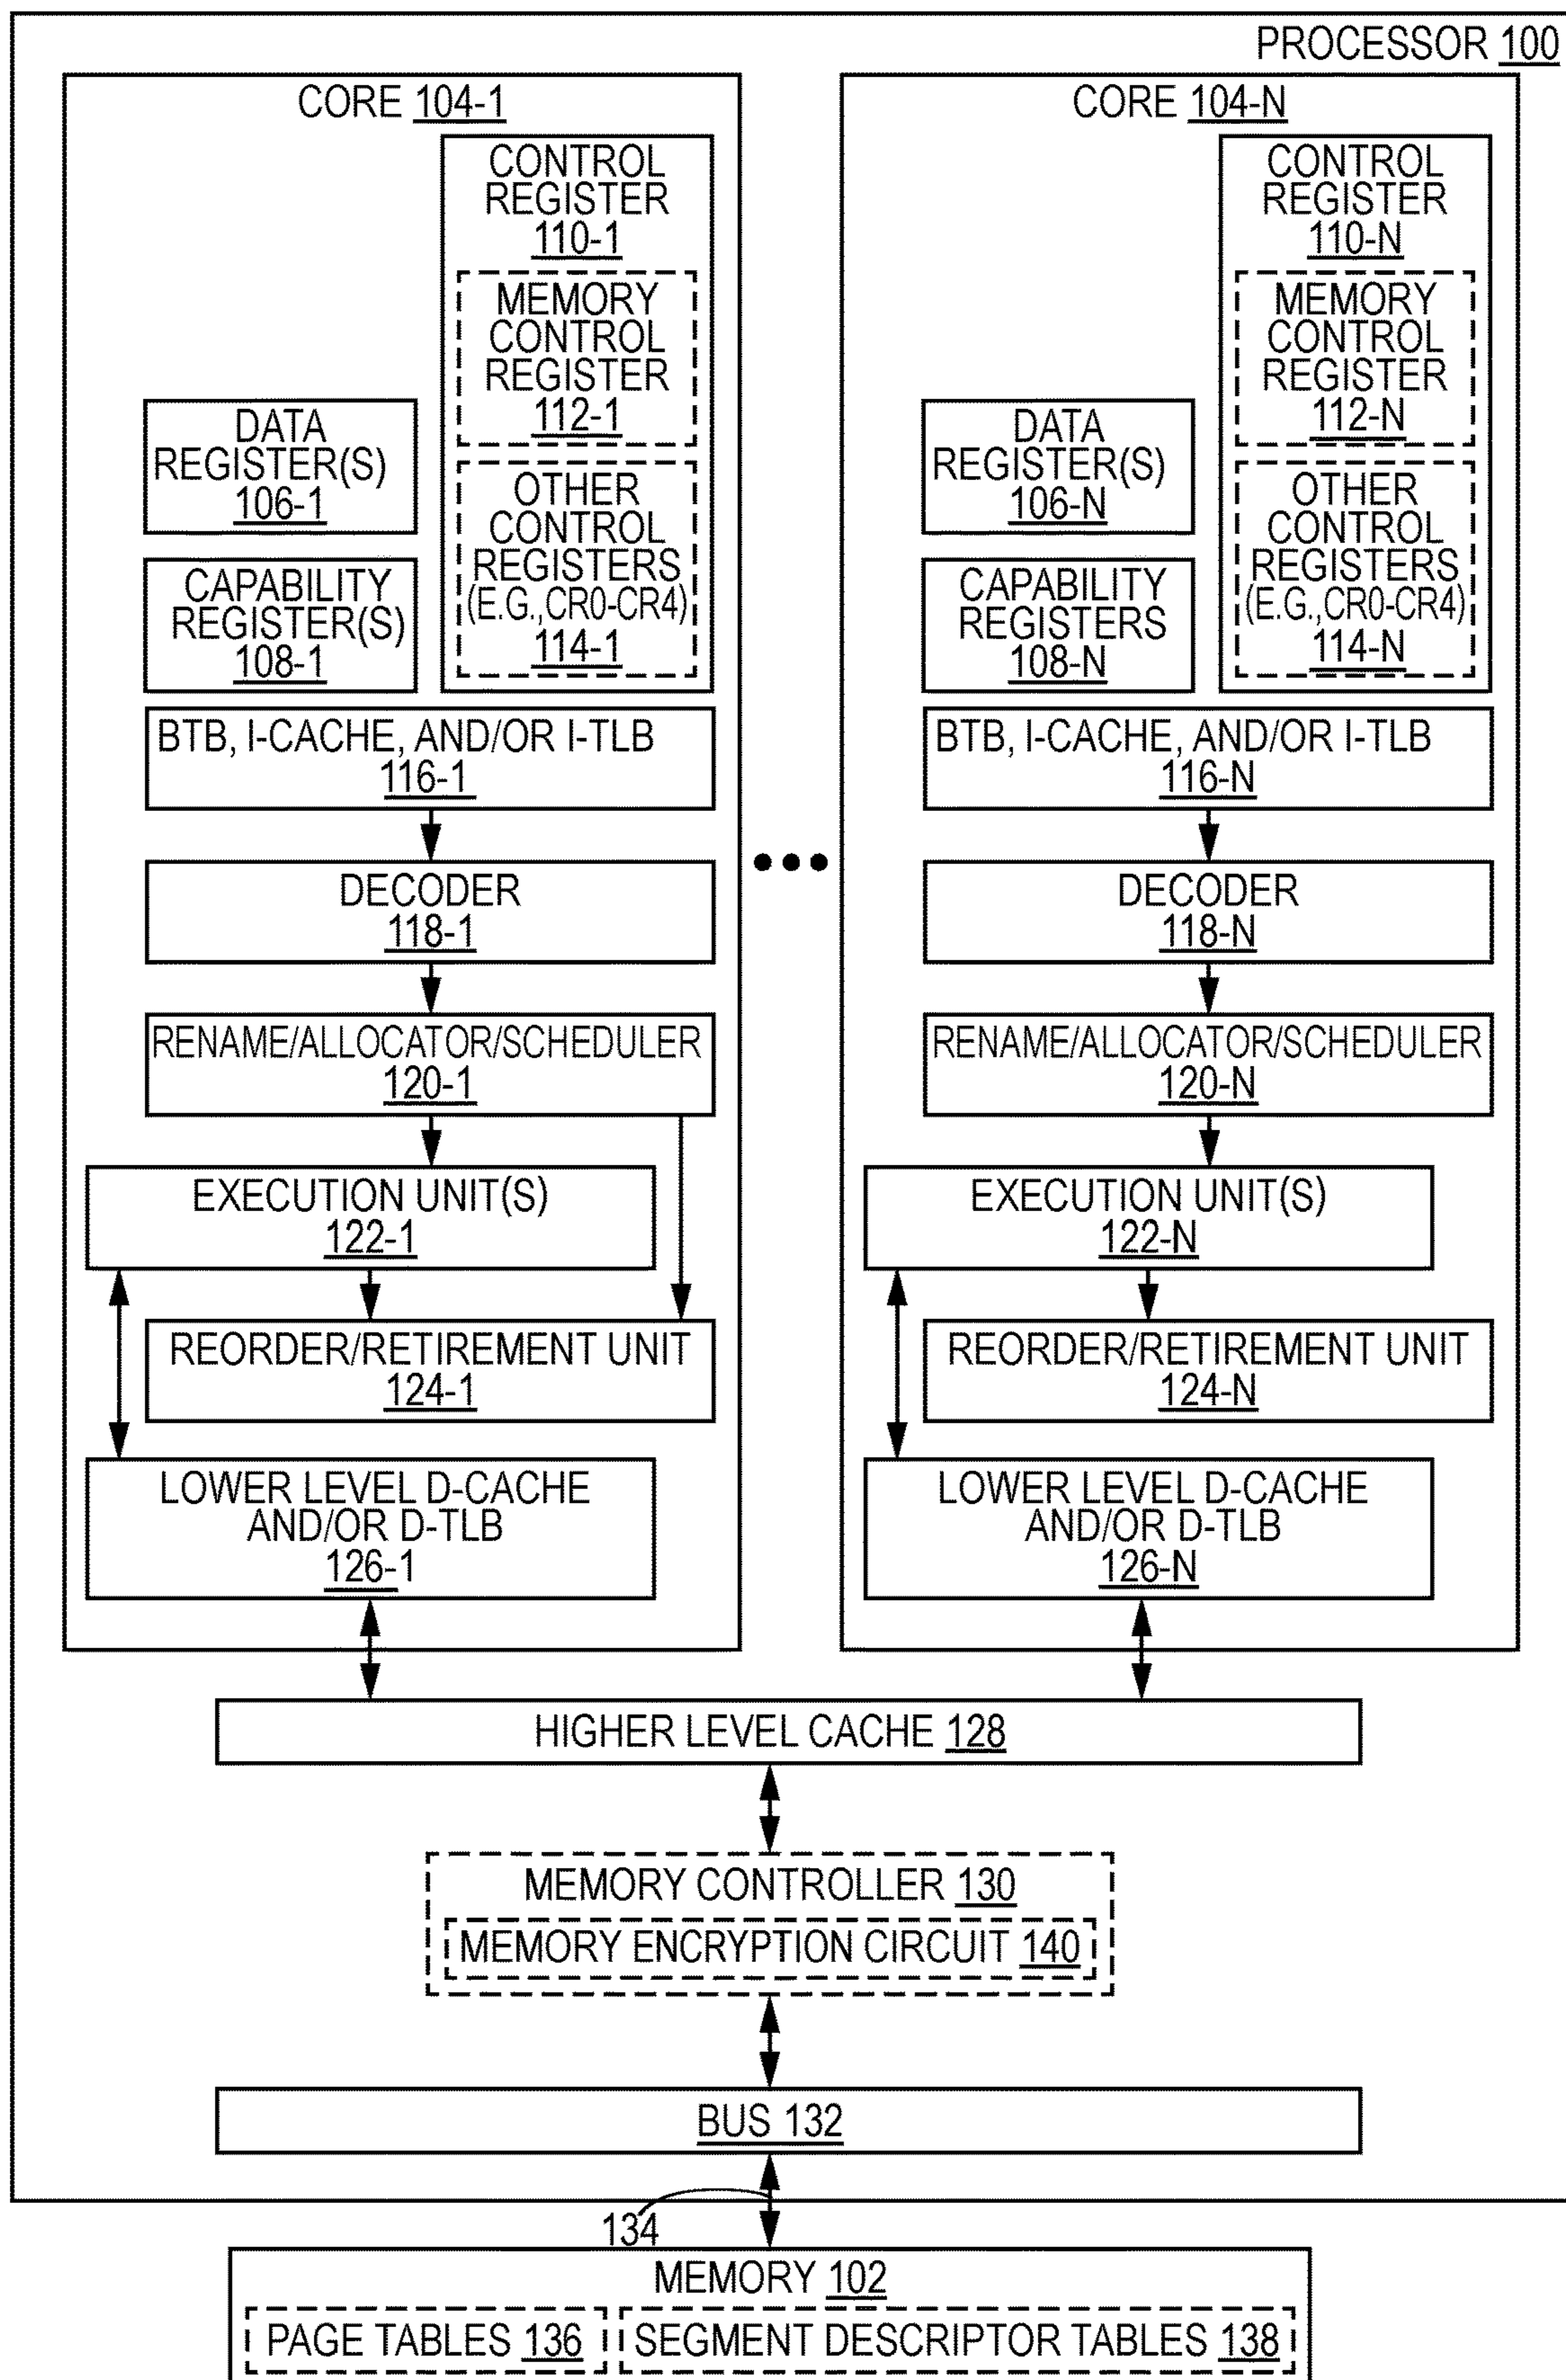 PROCESSOR 100
CORE 104-1
CONTROL
REGISTER
110-1
MEMORY
CONTROL
REGISTER
112-1
OTHER
CONTROL
REGISTERS
(E.G.,CR0-CR4)
114-1
DATA
REGISTER(S)
106-1
CAPABILITY
REGISTER(S)
108-1
BTB, I-CACHE, AND/OR I-TLB
116-1
DECODER
118-1
RENAME/ALLOCATOR/SCHEDULER
120-1
EXECUTION UNIT(S)
122-1
REORDER/RETIREMENT UNIT
124-1
LOWER LEVEL D-CACHE
AND/OR D-TLB
126-1
CORE 104-N
CONTROL
REGISTER
110-N
MEMORY
CONTROL
REGISTER
112-N
OTHER
CONTROL
REGISTERS
(E.G.,CR0-CR4)
114-N
DATA
REGISTER(S)
106-N
CAPABILITY
REGISTERS
108-N
BTB, I-CACHE, AND/OR I-TLB
116-N
DECODER
118-N
RENAME/ALLOCATOR/SCHEDULER
120-N
EXECUTION UNIT(S)
122-N
REORDER/RETIREMENT UNIT
124-N
LOWER LEVEL D-CACHE
AND/OR D-TLB
126-N
HIGHER LEVEL CACHE 128
MEMORY CONTROLLER 130
MEMORY ENCRYPTION CIRCUIT 140
BUS 132
134
MEMORY 102
PAGE TABLES 136
SEGMENT DESCRIPTOR TABLES 138